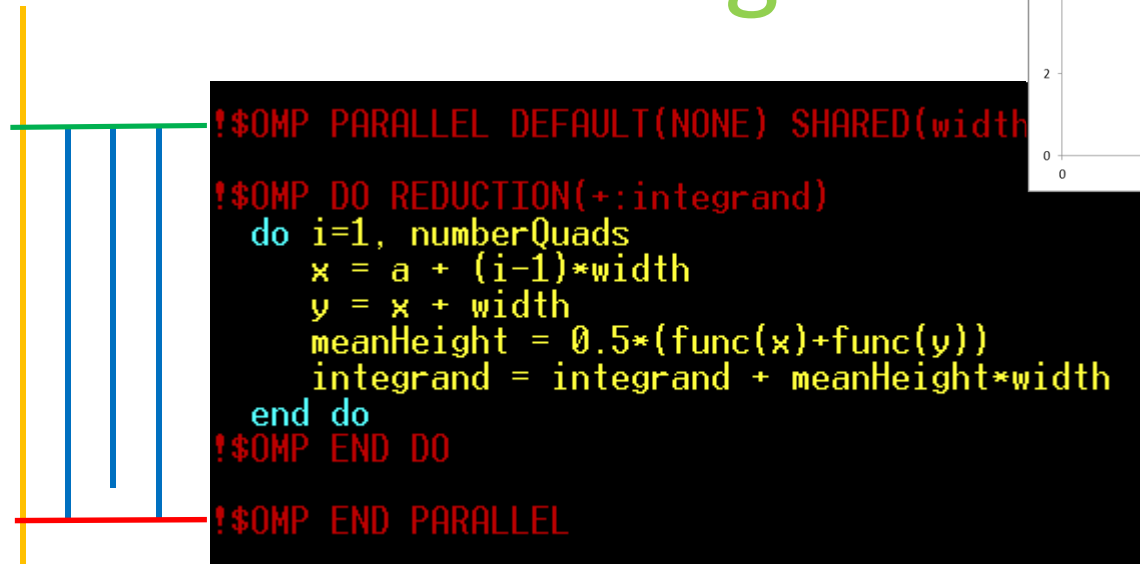 !$OMP PARALLEL DEFAULT(NONE) SHARED(width
!$OMP DO REDUCTION(+:integrand)
do i=1, numberQuads
x = a + (i-1)*width
y = x + width
meanHeight = 0.5*(func(x)+func(y))
integrand = integrand + meanHeight*width
end do
!$OMP END DO
!$OMP END PARALLEL
2
0
0